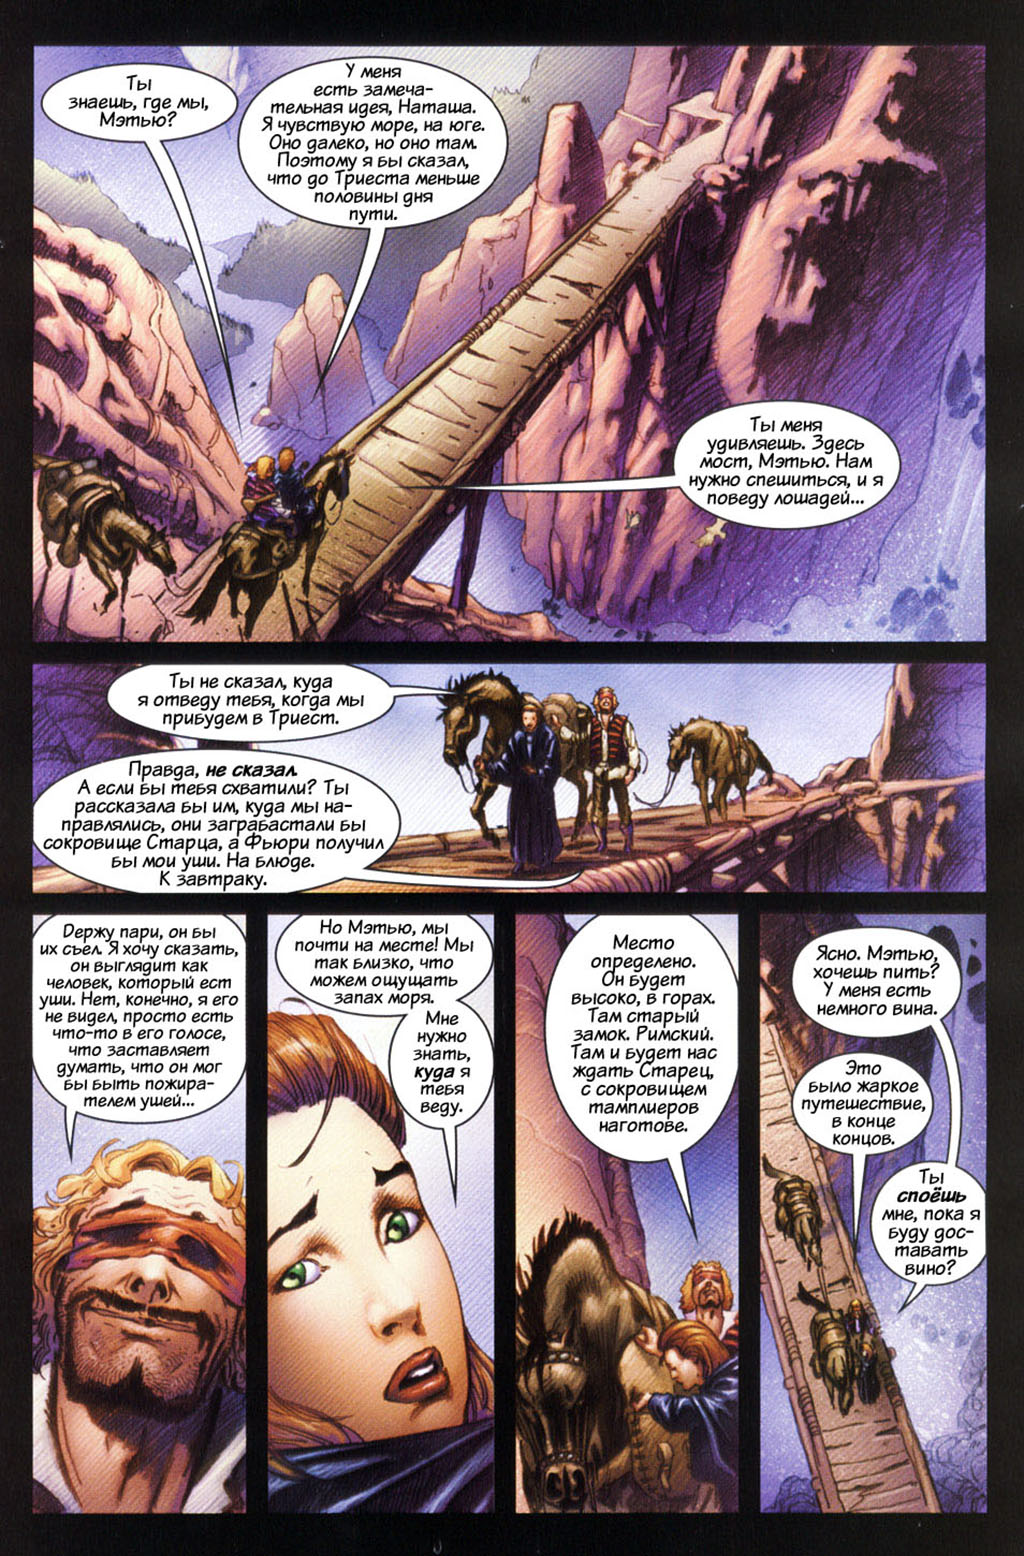 Ты
знаешь, где мы,
Мэтью?
У меня
есть замеча-
тельная идея, Наташа.
Я чувствую море, на юге.
Оно далеко, но оно там.
Поэтому я бы сказал,
что до Триеста меньше
половины дня
пути.
Ты меня
удивляешь. Здесь
мост, Мэтью. Нам
нужно спешиться, и я
поведу лошадей...
Ты не сказал, куда
я отведу тебя, когда мы
прибудем в Триест.
Правда, не сказал.
А если бы тебя схватили? Ты
рассказала бы им, куда мы на-
правлялись, они заграбастали бы
сокровище Старца, а Фьюри получил
бы мои уши. На блюде.
К завтраку.
Держу пари, он бы
их съел. Я хочу сказать,
он выглядит как
человек, который ест
уши. Нет, конечно, я его
не видел, просто есть
что-то в его голосе,
что заставляет
думать, что он мог
бы быть пожира-
телем ушей...
Но Мэтью, мы
почти на месте! Мы
так близко, что
можем ощущать
запах моря.
Мне
нужно
знать,
куда я
тебя
веду.
Место
определено.
Он будет
высоко, в горах.
Там старый
замок. Римский.
Там и будет нас
ждать Старец,
с сокровищем
тамплиеров
наготове.
Ясно. Мэтью,
хочешь пить?
У меня есть
немного вина.
Это
было жаркое
путешествие,
в конце
концов.
Ты
споёшь
мне, пока я
буду дос-
тавать
вино?